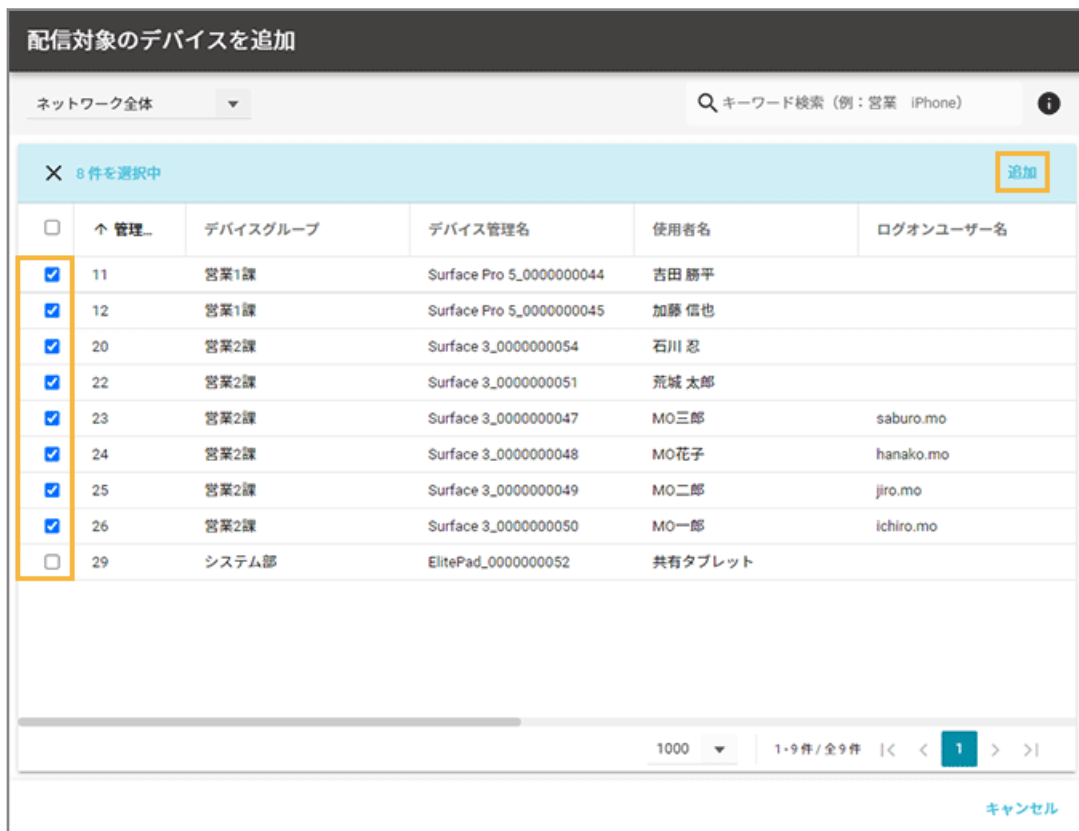 配信対象のデバイスを追加
ネットワーク全体 キーワード検索（例：営業 iPhone）
8 件を選択中 追加
↑ 管理... デバイスグループ デバイス管理名 使用者名 ログオンユーザー名
11 営業1課 Surface Pro 5_0000000044 吉田 勝平
12 営業1課 Surface Pro 5_0000000045 加藤 信也
20 営業2課 Surface 3_0000000054 石川 忍
22 営業2課 Surface 3_0000000051 荒城 太郎
23 営業2課 Surface 3_0000000047 MO三郎 saburo.mo
24 営業2課 Surface 3_0000000048 MO花子 hanako.mo
25 営業2課 Surface 3_0000000049 MO二郎 jiro.mo
26 営業2課 Surface 3_0000000050 MO一郎 ichiro.mo
29 システム部 ElitePad_0000000052 共有タブレット
1000 1-9件/全9件 |< < 1 > >|
キャンセル